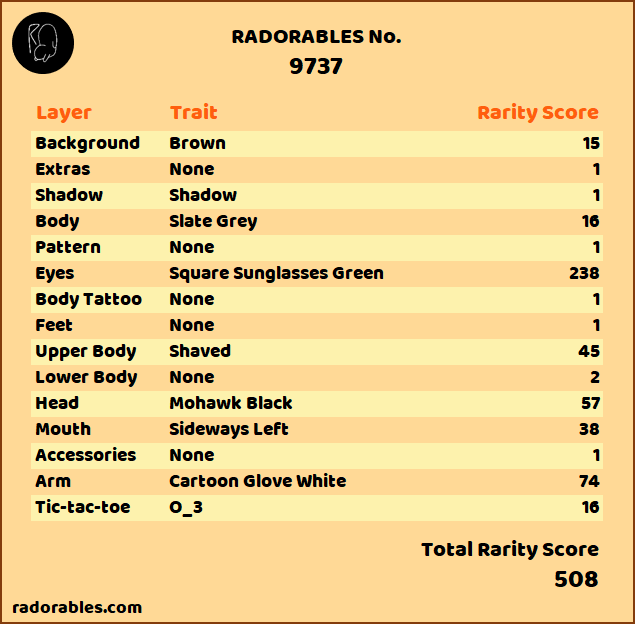 RADORABLES No.
9737
Layer Trait Rarity Score
Background Brown 15
Extras None 1
Shadow Shadow 1
Body Slate Grey 16
Pattern None 1
Eyes Square Sunglasses Green 238
Body Tattoo None 1
Feet None 1
Upper Body Shaved 45
Lower Body None 2
Head Mohawk Black 57
Mouth Sideways Left 38
Accessories None 1
Arm Cartoon Glove White 74
Tic-tac-toe O_3 16
Total Rarity Score
508
radorables.com